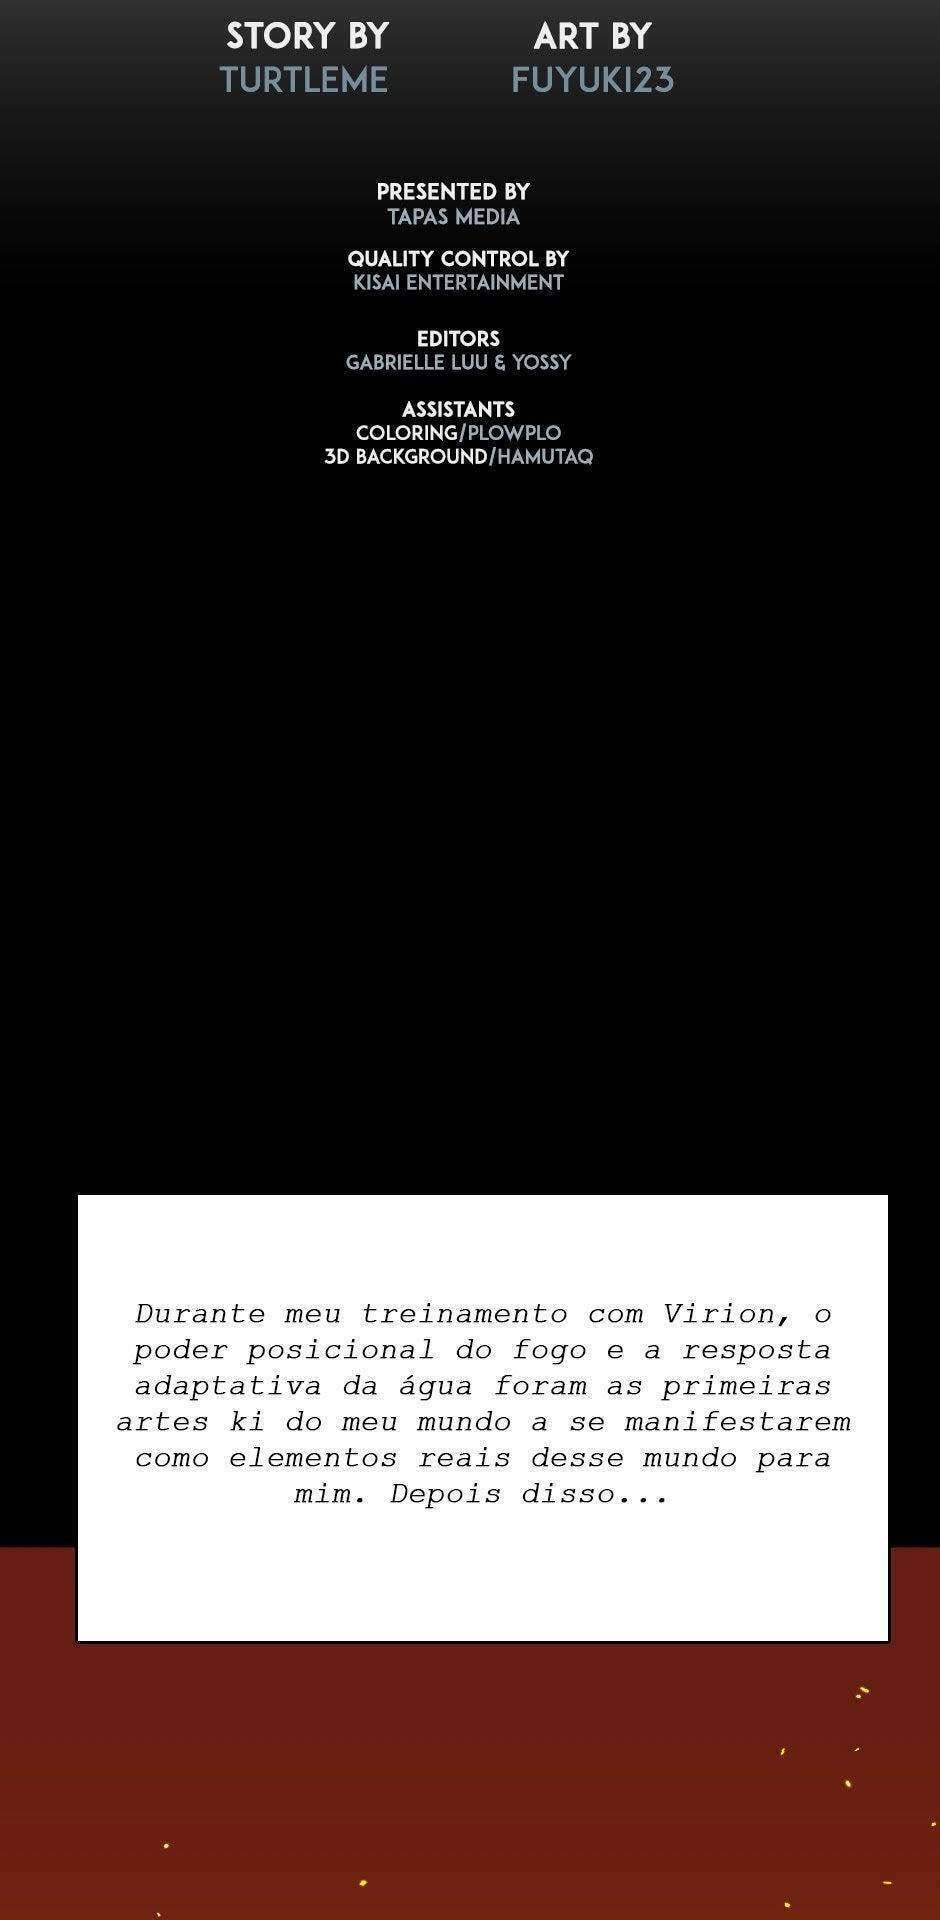 STORY BY
TURTLEME
ART BY
FUYUKI23
PRESENTED BY
TAPAS MEDIA
QUALITY CONTROL BY
KISAI ENTERTAINMENT
EDITORS
GABRIELLE LUU & YOSSY
ASSISTANTS
COLORING/PLOWPLO
3D BACKGROUND/HAMUTAQ
Durante meu treinamento com Virion, o
poder posicional do fogo e a resposta
adaptativa da água foram as primeiras
artes ki do meu mundo a se manifestarem
como elementos reais desse mundo para
mim. Depois disso...